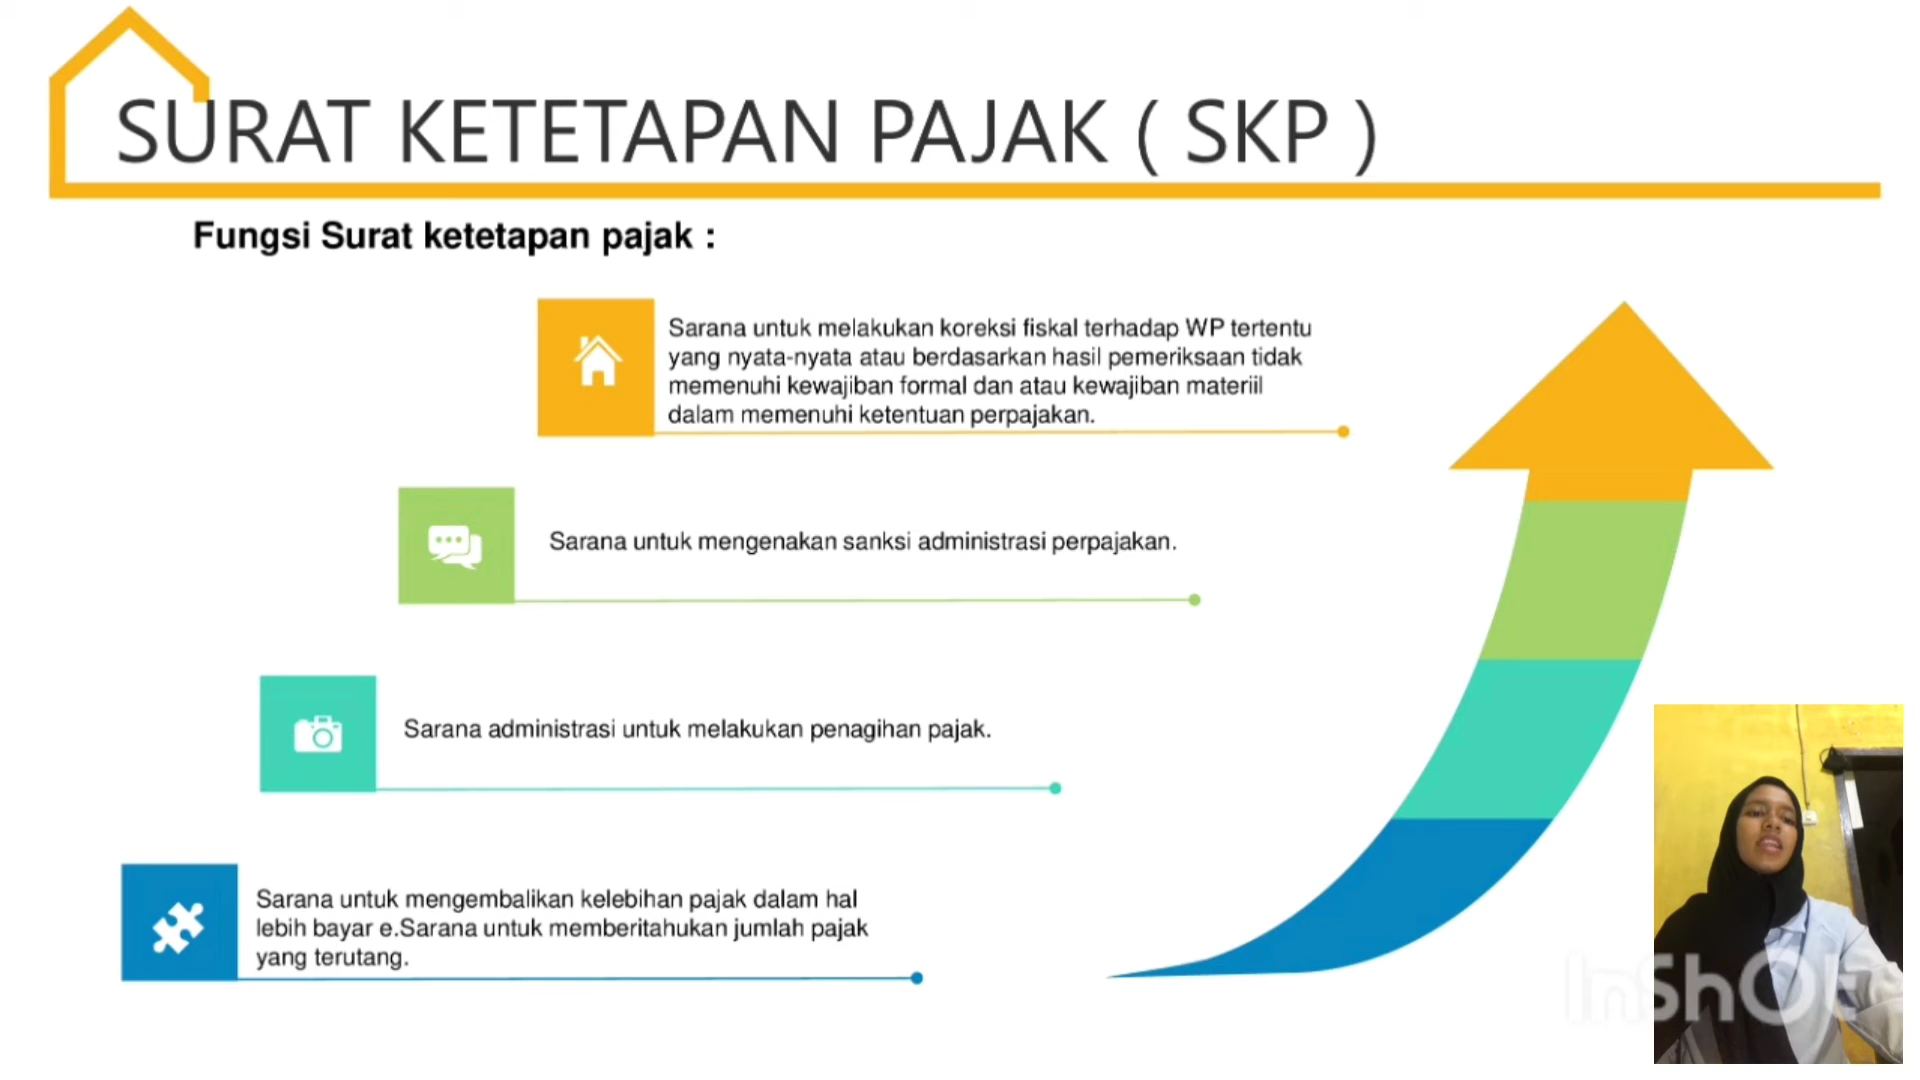 SURAT KETETAPAN PAJAK ( SKP )
Fungsi Surat ketetapan pajak :
Sarana untuk melakukan koreksi fiskal terhadap WP tertentu
yang nyata-nyata atau berdasarkan hasil pemeriksaan tidak
memenuhi kewajiban formal dan atau kewajiban materiil
dalam memenuhi ketentuan perpajakan.
Sarana untuk mengenakan sanksi administrasi perpajakan.
Sarana administrasi untuk melakukan penagihan pajak.
Sarana untuk mengembalikan kelebihan pajak dalam hal
lebih bayar e.Sarana untuk memberitahukan jumlah pajak
yang terutang.
InShOt